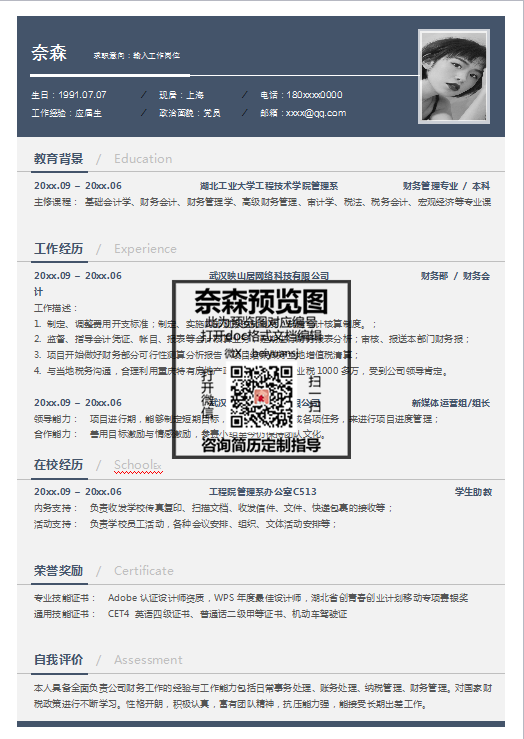 奈森
求职意向：输入工作岗位
生日：1991.07.07 / 现居：上海 / 电话：180xxxx0000
工作经验：应届生 / 政治面貌：党员 / 邮箱：xxxx@qq.com
教育背景 / Education
20xx.09 – 20xx.06 湖北工业大学工程技术学院管理系 财务管理专业 / 本科
主修课程： 基础会计学、财务会计、财务管理学、高级财务管理、审计学、税法、税务会计、宏观经济等专业课
工作经历 / Experience
20xx.09 – 20xx.06 武汉映山居网络科技有限公司 财务部 / 财务会
计
工作描述：
1. 制定、调整费用开支标准；制定、实施 计核算制度。；
2. 监督、指导会计凭证、帐目、报表等会 报表分析；审核、报送本部门财务报；
3. 项目开始做好财务部分可行性 算分析报告 地增值税清算；
4. 与当地税务沟通，合理利用重庆特有 地产 业税 1000 多万，受到公司领导肯定。
奈森预览图
此为预览图对应编号
打开doc格式文档编辑
打开微信
扫一扫
咨询简历定制指导
20xx.09 – 20xx.06 武汉 公司 新媒体运营组/组长
领导能力： 项目进行期，能够制定短期目标， 成各项任务，来进行项目进度管理；
合作能力： 善用目标激励与情感激励， 团队文化。
在校经历 / School
20xx.09 – 20xx.06 工程院管理系办公室 C513 学生助教
内务支持： 负责收发学校传真复印、扫描文档、收发信件、文件、快递包裹的接收等；
活动支持： 负责学校员工活动，各种会议安排、组织、文体活动安排等；
荣誉奖励 / Certificate
专业技能证书： Adobe 认证设计师资质，WPS 年度最佳设计师，湖北省创青春创业计划移动专项赛银奖
通用技能证书： CET4 英语四级证书、普通话二级甲等证书、机动车驾驶证
自我评价 / Assessment
本人具备全面负责公司财务工作的经验与工作能力包括日常事务处理、账务处理、纳税管理、财务管理。对国家财
税政策进行不断学习。性格开朗，积极认真，富有团队精神，抗压能力强，能接受长期出差工作。